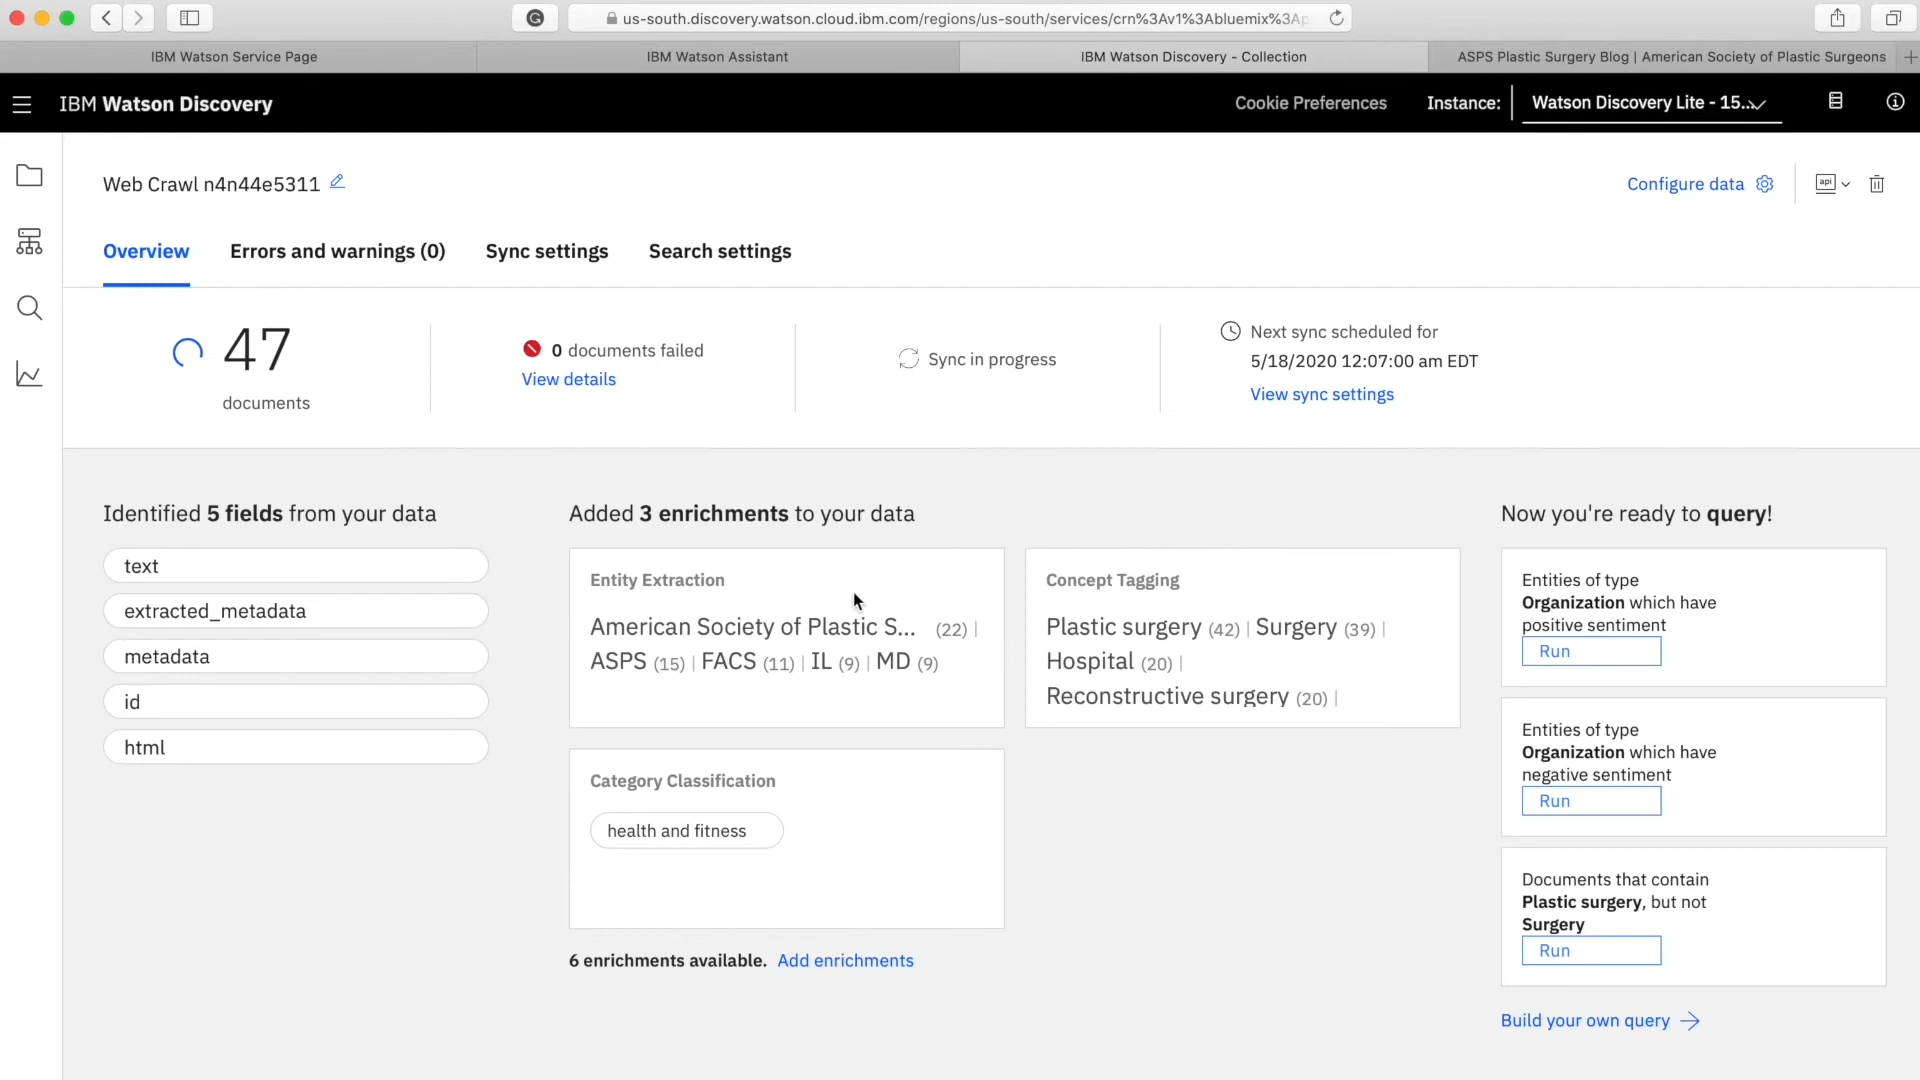 us-south.discovery.watson.cloud.ibm.com/regions/us-south/services/crn%3Av1%3Abluemix%3Ap
IBM Watson Service Page
IBM Watson Assistant
IBM Watson Discovery - Collection
ASPS Plastic Surgery Blog | American Society of Plastic Surgeons
IBM Watson Discovery
Cookie Preferences
Instance:
Watson Discovery Lite - 15...
Web Crawl n4n44e5311
Configure data
api
Overview
Errors and warnings (0)
Sync settings
Search settings
47
documents
0 documents failed
View details
Sync in progress
Next sync scheduled for
5/18/2020 12:07:00 am EDT
View sync settings
Identified 5 fields from your data
text
extracted_metadata
metadata
id
html
Added 3 enrichments to your data
Entity Extraction
American Society of Plastic S... (22) |
ASPS (15) | FACS (11) | IL (9) | MD (9)
Concept Tagging
Plastic surgery (42) | Surgery (39) |
Hospital (20) |
Reconstructive surgery (20) |
Category Classification
health and fitness
6 enrichments available. Add enrichments
Now you're ready to query!
Entities of type
Organization which have
positive sentiment
Run
Entities of type
Organization which have
negative sentiment
Run
Documents that contain
Plastic surgery, but not
Surgery
Run
Build your own query